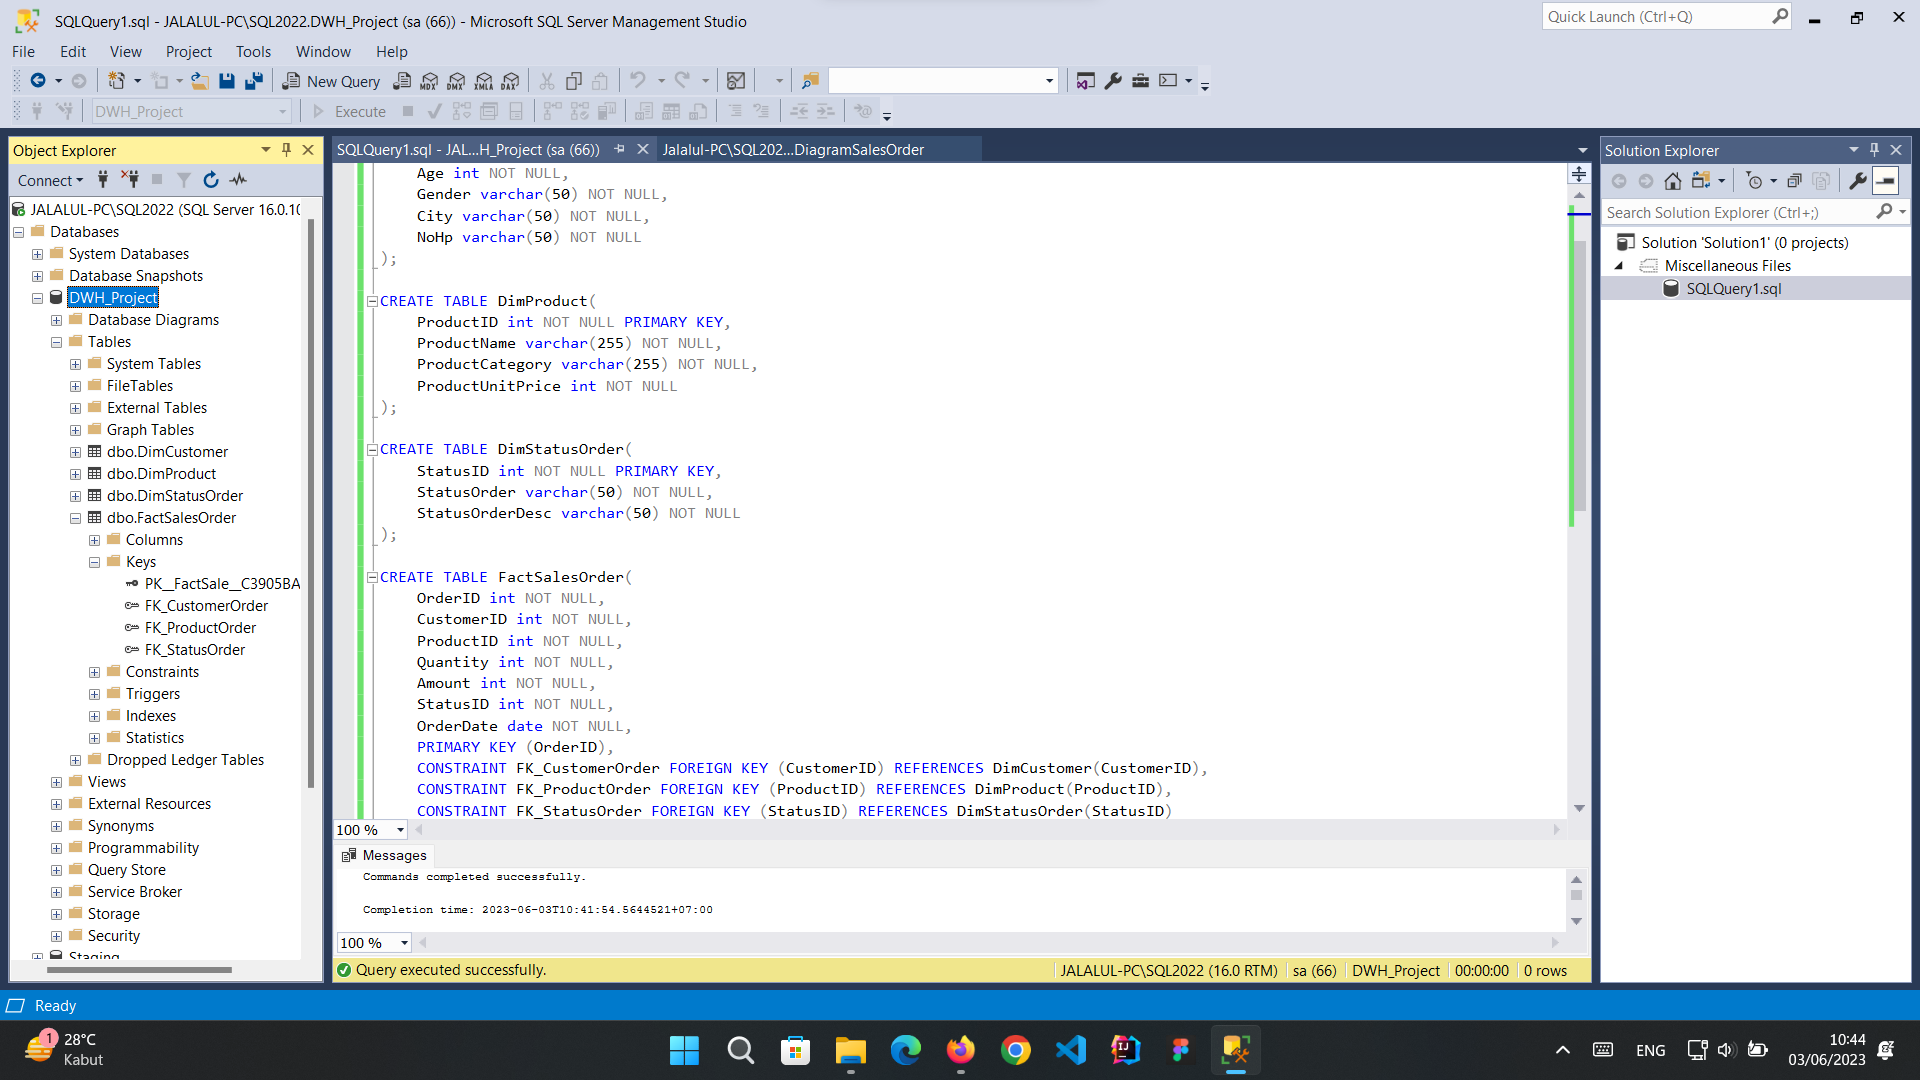 SQLQuery1.sql - JALALUL-PC\SQL2022.DWH_Project (sa (66)) - Microsoft SQL Server Management Studio
Quick Launch (Ctrl+Q)
File Edit View Project Tools Window Help
New Query MDX DMX XMLA DAX
DWH_Project Execute
Object Explorer
Connect
JALALUL-PC\SQL2022 (SQL Server 16.0.10
Databases
System Databases
Database Snapshots
DWH_Project
Database Diagrams
Tables
System Tables
FileTables
External Tables
Graph Tables
dbo.DimCustomer
dbo.DimProduct
dbo.DimStatusOrder
dbo.FactSalesOrder
Columns
Keys
PK__FactSale__C3905BA
FK_CustomerOrder
FK_ProductOrder
FK_StatusOrder
Constraints
Triggers
Indexes
Statistics
Dropped Ledger Tables
Views
External Resources
Synonyms
Programmability
Query Store
Service Broker
Storage
Security
Staging
SQLQuery1.sql - JAL...H_Project (sa (66)) Jalalul-PC\SQL202...DiagramSalesOrder
Age int NOT NULL,
Gender varchar(50) NOT NULL,
City varchar(50) NOT NULL,
NoHp varchar(50) NOT NULL
);
CREATE TABLE DimProduct(
ProductID int NOT NULL PRIMARY KEY,
ProductName varchar(255) NOT NULL,
ProductCategory varchar(255) NOT NULL,
ProductUnitPrice int NOT NULL
);
CREATE TABLE DimStatusOrder(
StatusID int NOT NULL PRIMARY KEY,
StatusOrder varchar(50) NOT NULL,
StatusOrderDesc varchar(50) NOT NULL
);
CREATE TABLE FactSalesOrder(
OrderID int NOT NULL,
CustomerID int NOT NULL,
ProductID int NOT NULL,
Quantity int NOT NULL,
Amount int NOT NULL,
StatusID int NOT NULL,
OrderDate date NOT NULL,
PRIMARY KEY (OrderID),
CONSTRAINT FK_CustomerOrder FOREIGN KEY (CustomerID) REFERENCES DimCustomer(CustomerID),
CONSTRAINT FK_ProductOrder FOREIGN KEY (ProductID) REFERENCES DimProduct(ProductID),
CONSTRAINT FK_StatusOrder FOREIGN KEY (StatusID) REFERENCES DimStatusOrder(StatusID)
100 %
Messages
Commands completed successfully.
Completion time: 2023-06-03T10:41:54.5644521+07:00
100 %
Query executed successfully. JALALUL-PC\SQL2022 (16.0 RTM) sa (66) DWH_Project 00:00:00 0 rows
Solution Explorer
Search Solution Explorer (Ctrl+;)
Solution 'Solution1' (0 projects)
Miscellaneous Files
SQLQuery1.sql
Ready
1
28°C
Kabut
IJ
ENG
10:44
03/06/2023